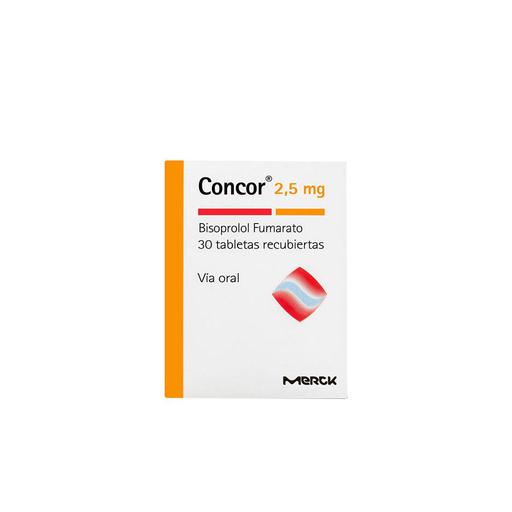 Concor® 2,5 mg
Bisoprolol Fumarato
30 tabletas recubiertas
Vía oral
MERCK